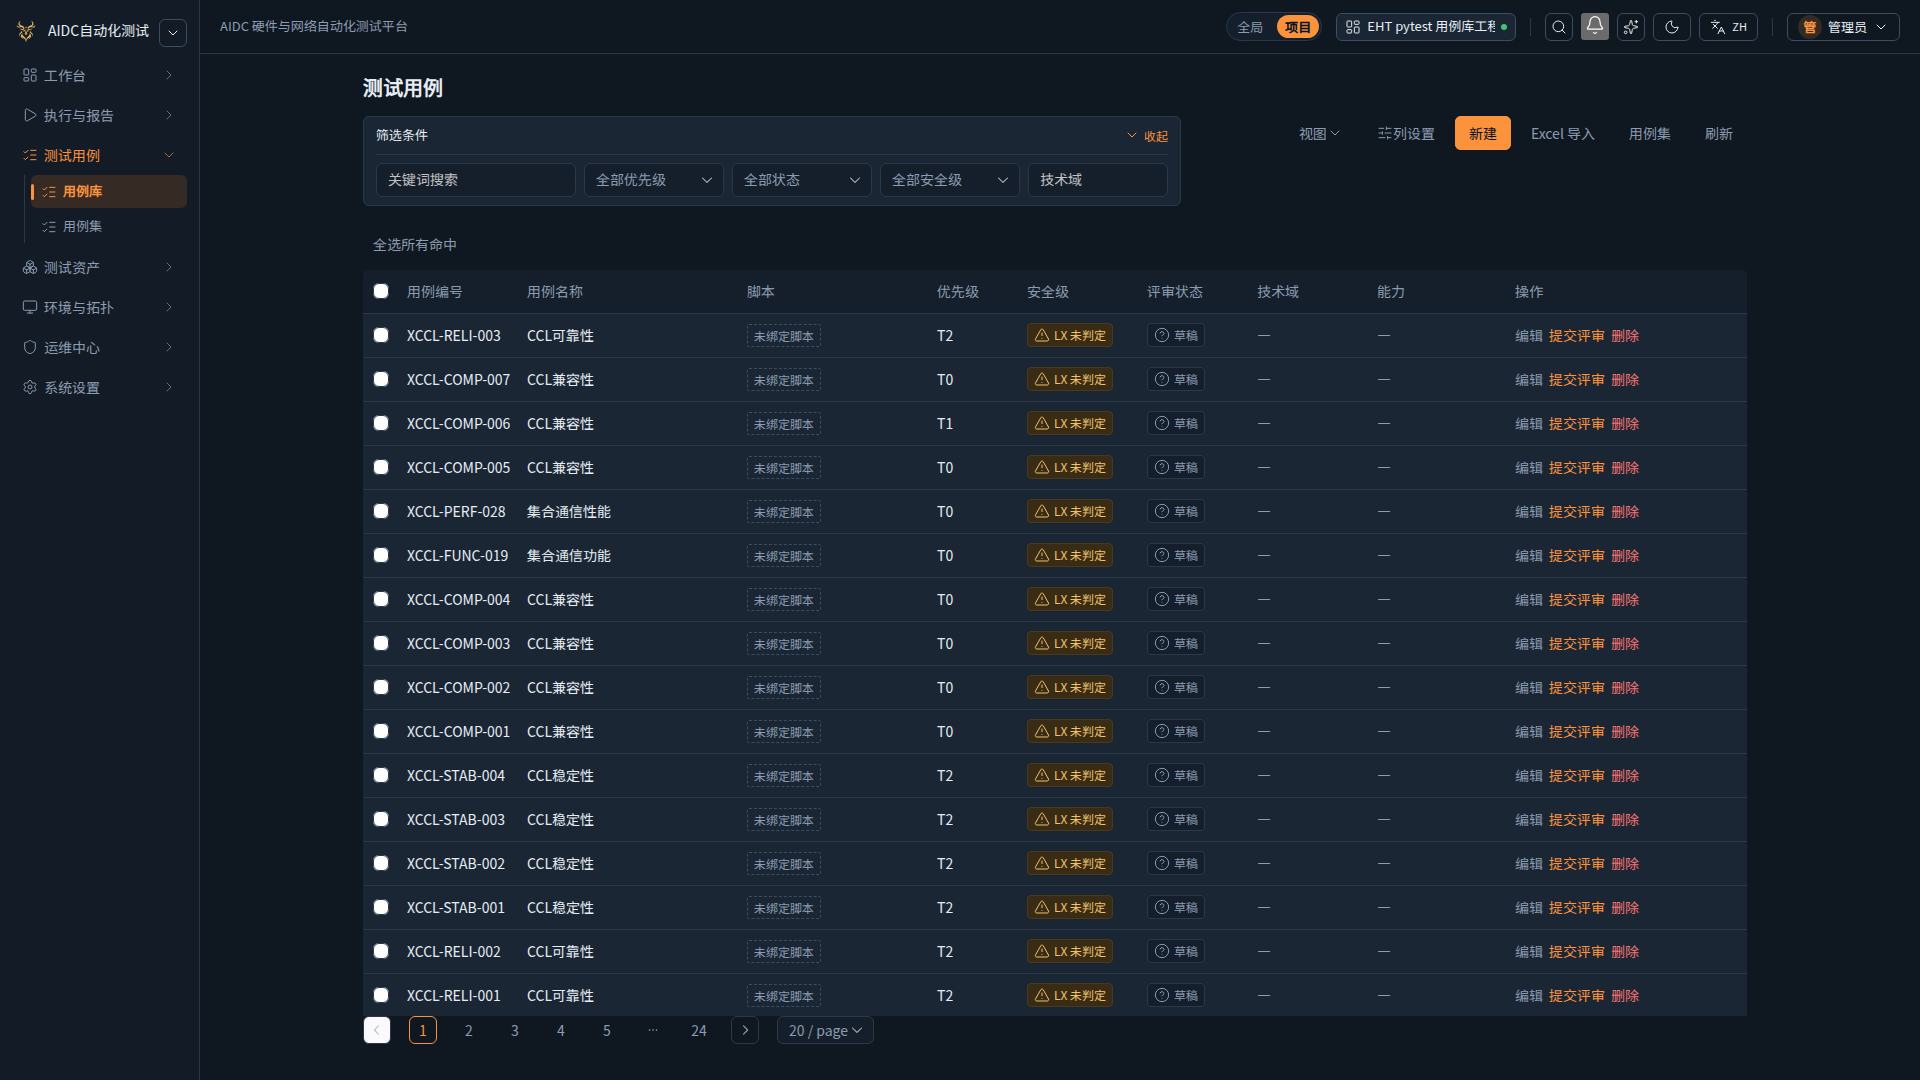 AIDC自动化测试
AIDC 硬件与网络自动化测试平台
全局 项目
EHT pytest 用例库工程
ZH
管 管理员
工作台
执行与报告
测试用例
用例库
用例集
测试资产
环境与拓扑
运维中心
系统设置
测试用例
筛选条件 收起
关键词搜索 全部优先级 全部状态 全部安全级 技术域
视图 列设置 新建 Excel 导入 用例集 刷新
全选所有命中
用例编号 用例名称 脚本 优先级 安全级 评审状态 技术域 能力 操作
XCCL-RELI-003 CCL可靠性 未绑定脚本 T2 LX 未判定 草稿 — — 编辑 提交评审 删除
XCCL-COMP-007 CCL兼容性 未绑定脚本 T0 LX 未判定 草稿 — — 编辑 提交评审 删除
XCCL-COMP-006 CCL兼容性 未绑定脚本 T1 LX 未判定 草稿 — — 编辑 提交评审 删除
XCCL-COMP-005 CCL兼容性 未绑定脚本 T0 LX 未判定 草稿 — — 编辑 提交评审 删除
XCCL-PERF-028 集合通信性能 未绑定脚本 T0 LX 未判定 草稿 — — 编辑 提交评审 删除
XCCL-FUNC-019 集合通信功能 未绑定脚本 T0 LX 未判定 草稿 — — 编辑 提交评审 删除
XCCL-COMP-004 CCL兼容性 未绑定脚本 T0 LX 未判定 草稿 — — 编辑 提交评审 删除
XCCL-COMP-003 CCL兼容性 未绑定脚本 T0 LX 未判定 草稿 — — 编辑 提交评审 删除
XCCL-COMP-002 CCL兼容性 未绑定脚本 T0 LX 未判定 草稿 — — 编辑 提交评审 删除
XCCL-COMP-001 CCL兼容性 未绑定脚本 T0 LX 未判定 草稿 — — 编辑 提交评审 删除
XCCL-STAB-004 CCL稳定性 未绑定脚本 T2 LX 未判定 草稿 — — 编辑 提交评审 删除
XCCL-STAB-003 CCL稳定性 未绑定脚本 T2 LX 未判定 草稿 — — 编辑 提交评审 删除
XCCL-STAB-002 CCL稳定性 未绑定脚本 T2 LX 未判定 草稿 — — 编辑 提交评审 删除
XCCL-STAB-001 CCL稳定性 未绑定脚本 T2 LX 未判定 草稿 — — 编辑 提交评审 删除
XCCL-RELI-002 CCL可靠性 未绑定脚本 T2 LX 未判定 草稿 — — 编辑 提交评审 删除
XCCL-RELI-001 CCL可靠性 未绑定脚本 T2 LX 未判定 草稿 — — 编辑 提交评审 删除
1 2 3 4 5 ··· 24 20 / page